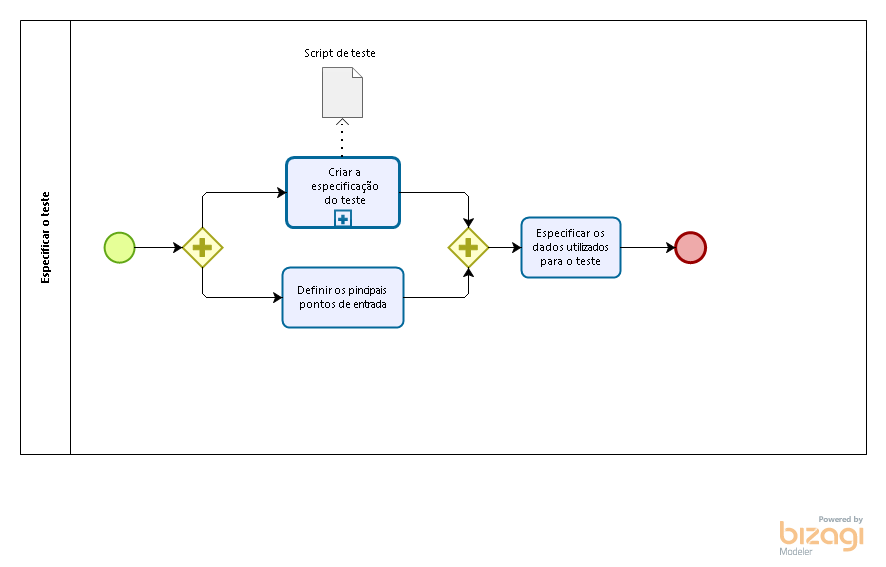 Script de teste
Criar a
especificação
do teste
Especificar o teste
Especificar os
dados utilizados
para o teste
Definir os pincipais
pontos de entrada
Powered by
bizagi
Modeler